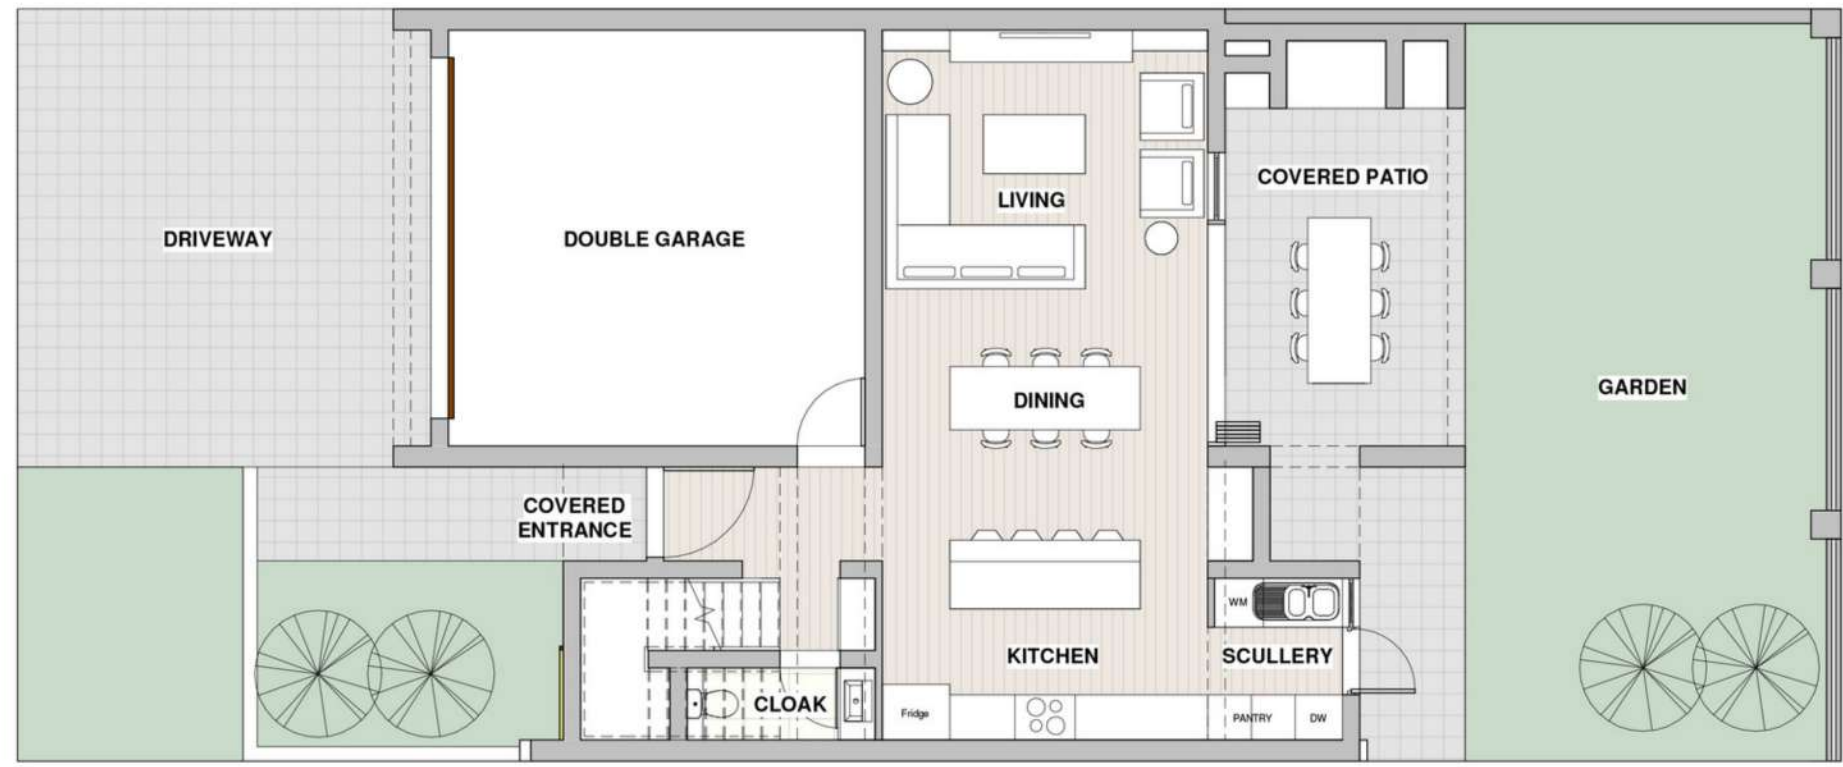 COVERED PATIO
LIVING
DRIVEWAY
DOUBLE GARAGE
GARDEN
DINING
COVERED
ENTRANCE
WM
KITCHEN
SCULLERY
CLOAK
Fridge
PANTRY
DW